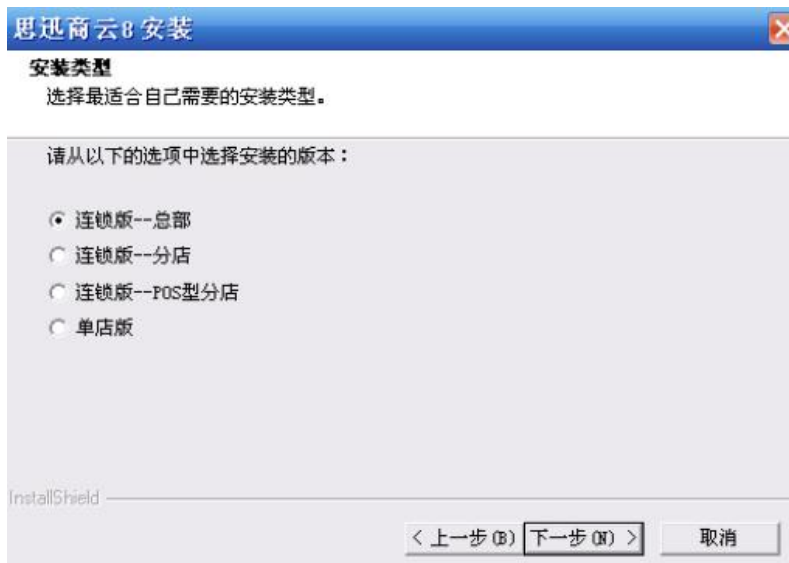 思迅商云8 安装
安装类型
选择最适合自己需要的安装类型。
请从以下的选项中选择安装的版本：
连锁版--总部
连锁版--分店
连锁版--POS型分店
单店版
InstallShield
< 上一步(B) 下一步(N) > 取消